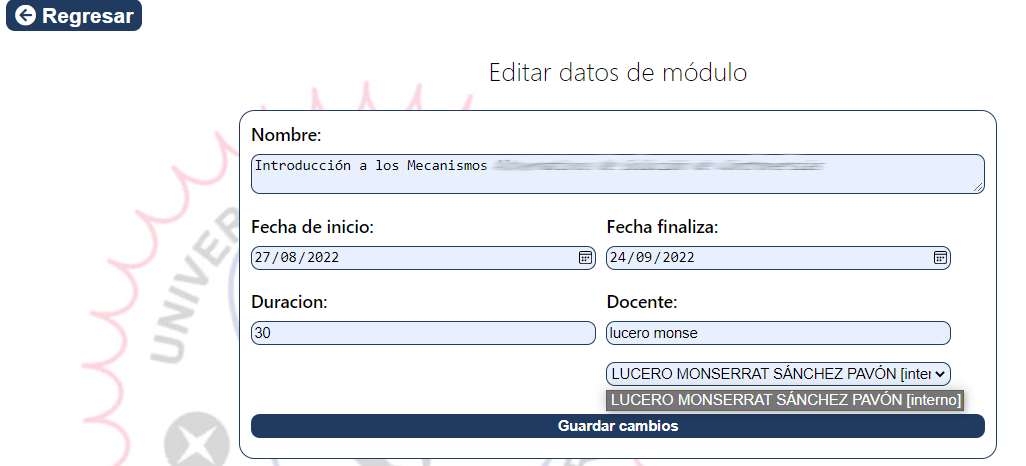 Regresar
Editar datos de módulo
Nombre:
Introducción a los Mecanismos
Fecha de inicio: Fecha finaliza:
27/08/2022 24/09/2022
Duracion: Docente:
30 lucero monse
LUCERO MONSERRAT SÁNCHEZ PAVÓN [inter
LUCERO MONSERRAT SÁNCHEZ PAVÓN [interno]
Guardar cambios
UNIVER